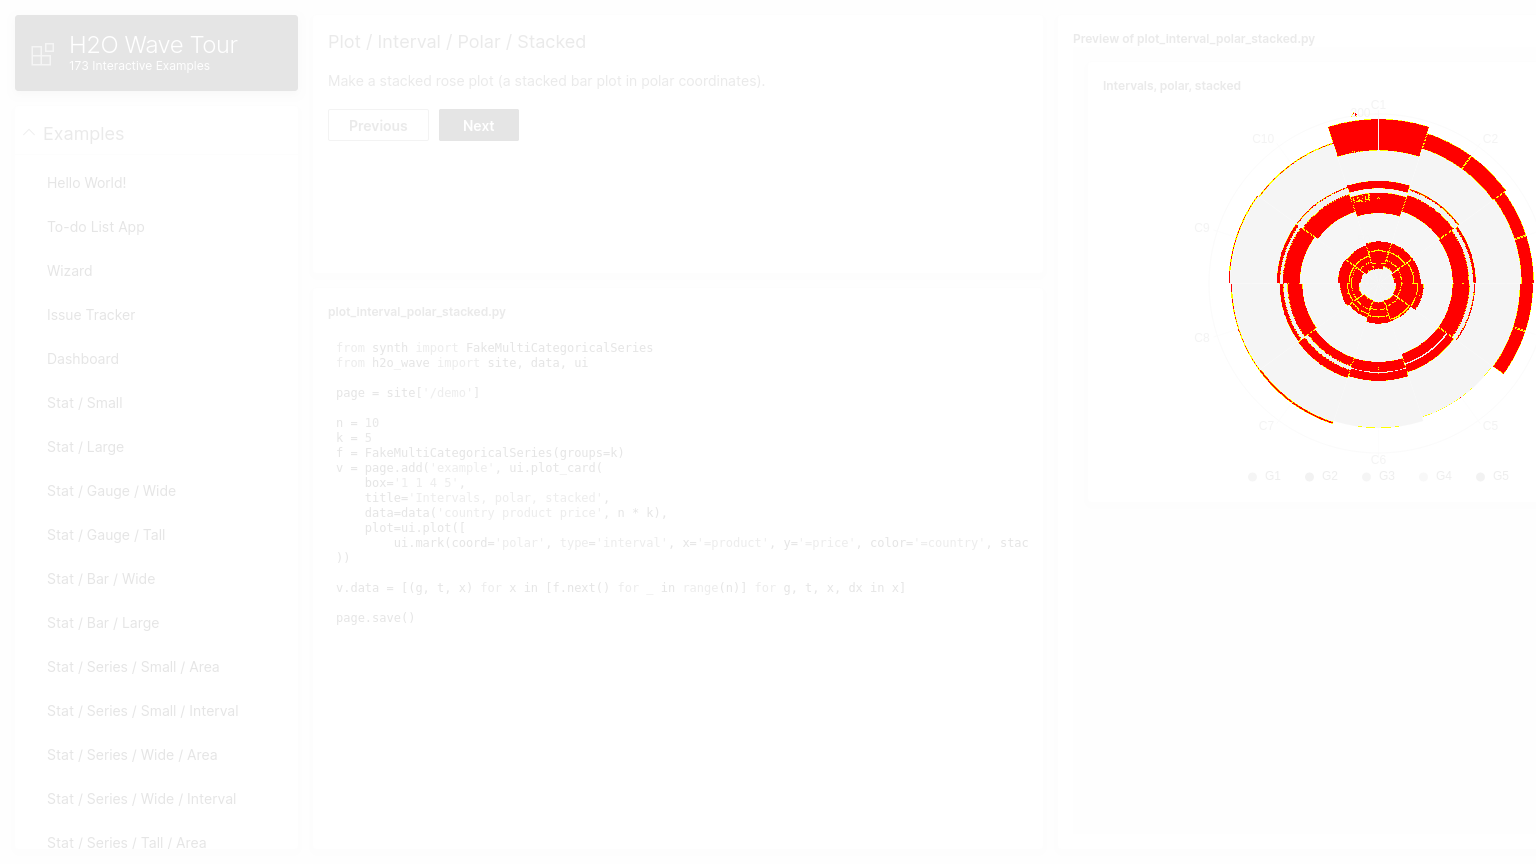 H2O Wave Tour
173 Interactive Examples
Examples
Hello World!
To-do List App
Wizard
Issue Tracker
Dashboard
Stat / Small
Stat / Large
Stat / Gauge / Wide
Stat / Gauge / Tall
Stat / Bar / Wide
Stat / Bar / Large
Stat / Series / Small / Area
Stat / Series / Small / Interval
Stat / Series / Wide / Area
Stat / Series / Wide / Interval
Stat / Series / Tall / Area
Plot / Interval / Polar / Stacked
Make a stacked rose plot (a stacked bar plot in polar coordinates).
Previous Next
plot_interval_polar_stacked.py
from synth import FakeMultiCategoricalSeries
from h2o_wave import site, data, ui
page = site['/demo']
n = 10
k = 5
f = FakeMultiCategoricalSeries(groups=k)
v = page.add('example', ui.plot_card(
box='1 1 4 5',
title='Intervals, polar, stacked',
data=data('country product price', n * k),
plot=ui.plot([
ui.mark(coord='polar', type='interval', x='=product', y='=price', color='=country', stac
))
v.data = [(g, t, x) for x in [f.next() for _ in range(n)] for g, t, x, dx in x]
page.save()
Preview of plot_interval_polar_stacked.py
Intervals, polar, stacked
C1
C10
C2
C9
C8
C7
C5
C6
G1 G2 G3 G4 G5